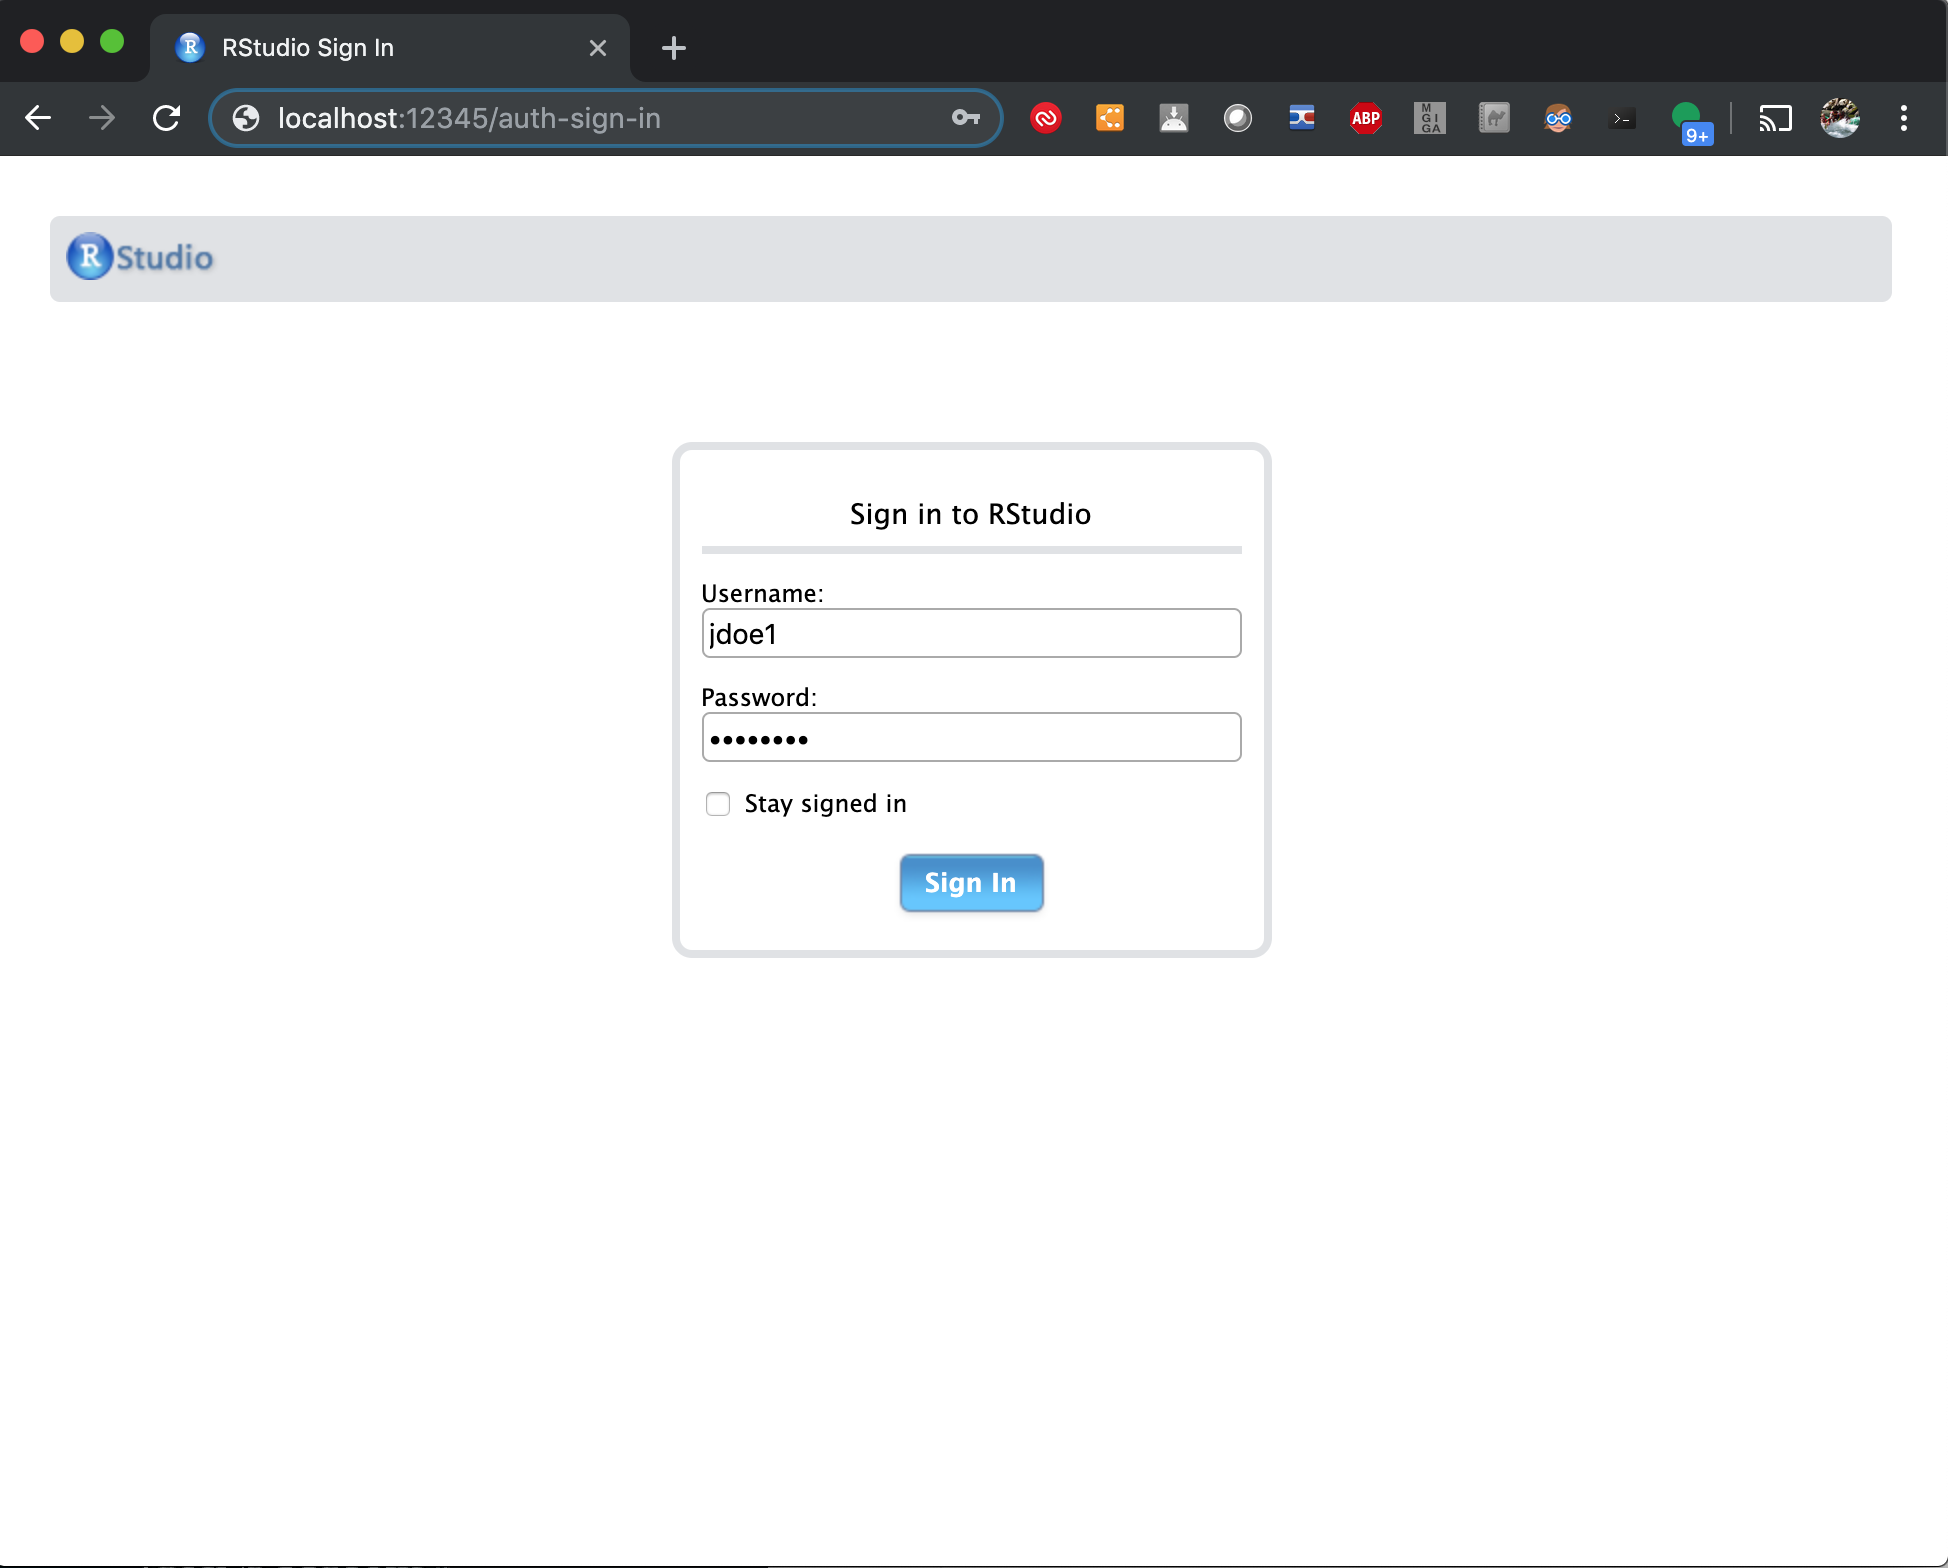 RStudio Sign In
localhost:12345/auth-sign-in
ABP
M
G I
GA
>-
9+
R Studio
Sign in to RStudio
Username:
jdoe1
Password:
••••••••
Stay signed in
Sign In